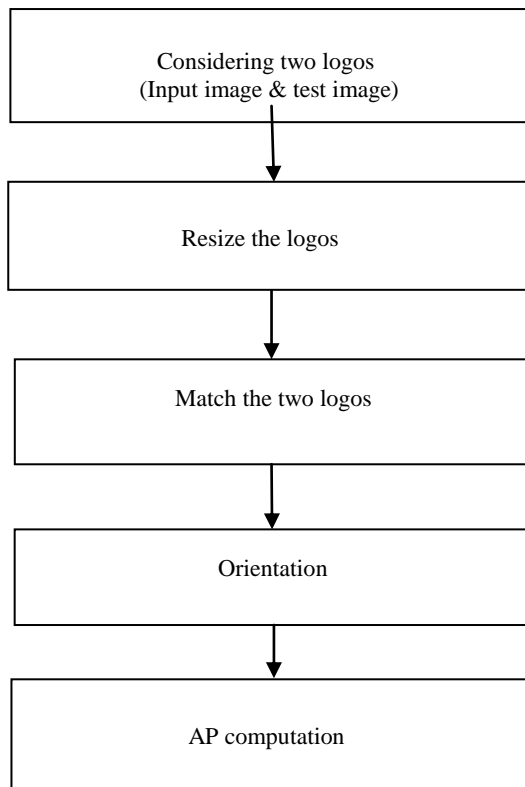 Considering two logos
(Input image & test image)
Resize the logos
Match the two logos
Orientation
AP computation